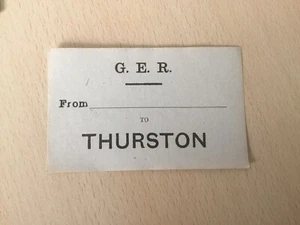 G. E. R.
From
TO
THURSTON